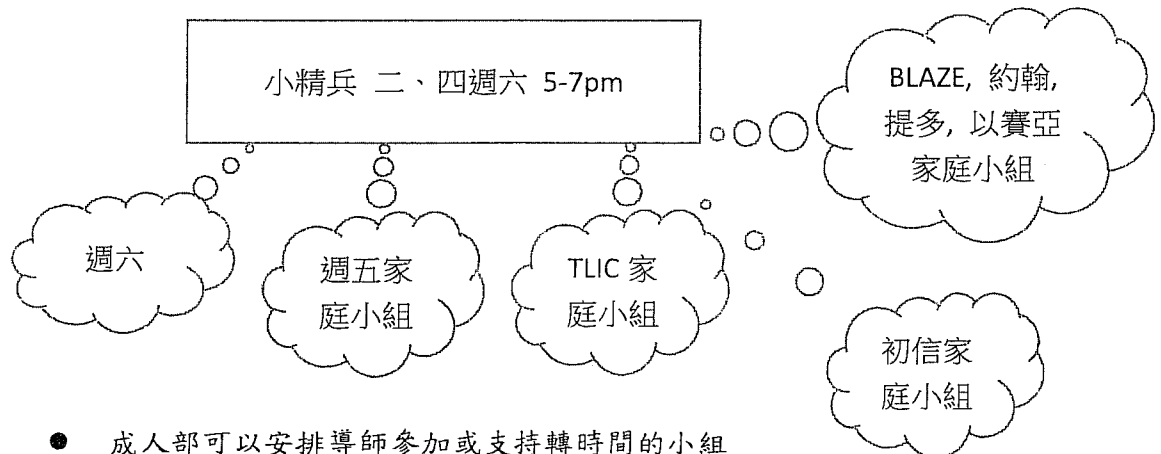 小精兵 二、四週六 5-7pm
BLAZE, 約翰,
提多, 以賽亞
家庭小組
週六
週五家
庭小組
TLIC 家
庭小組
初信家
庭小組
● 成人部可以安排導師參加或支持轉時間的小組